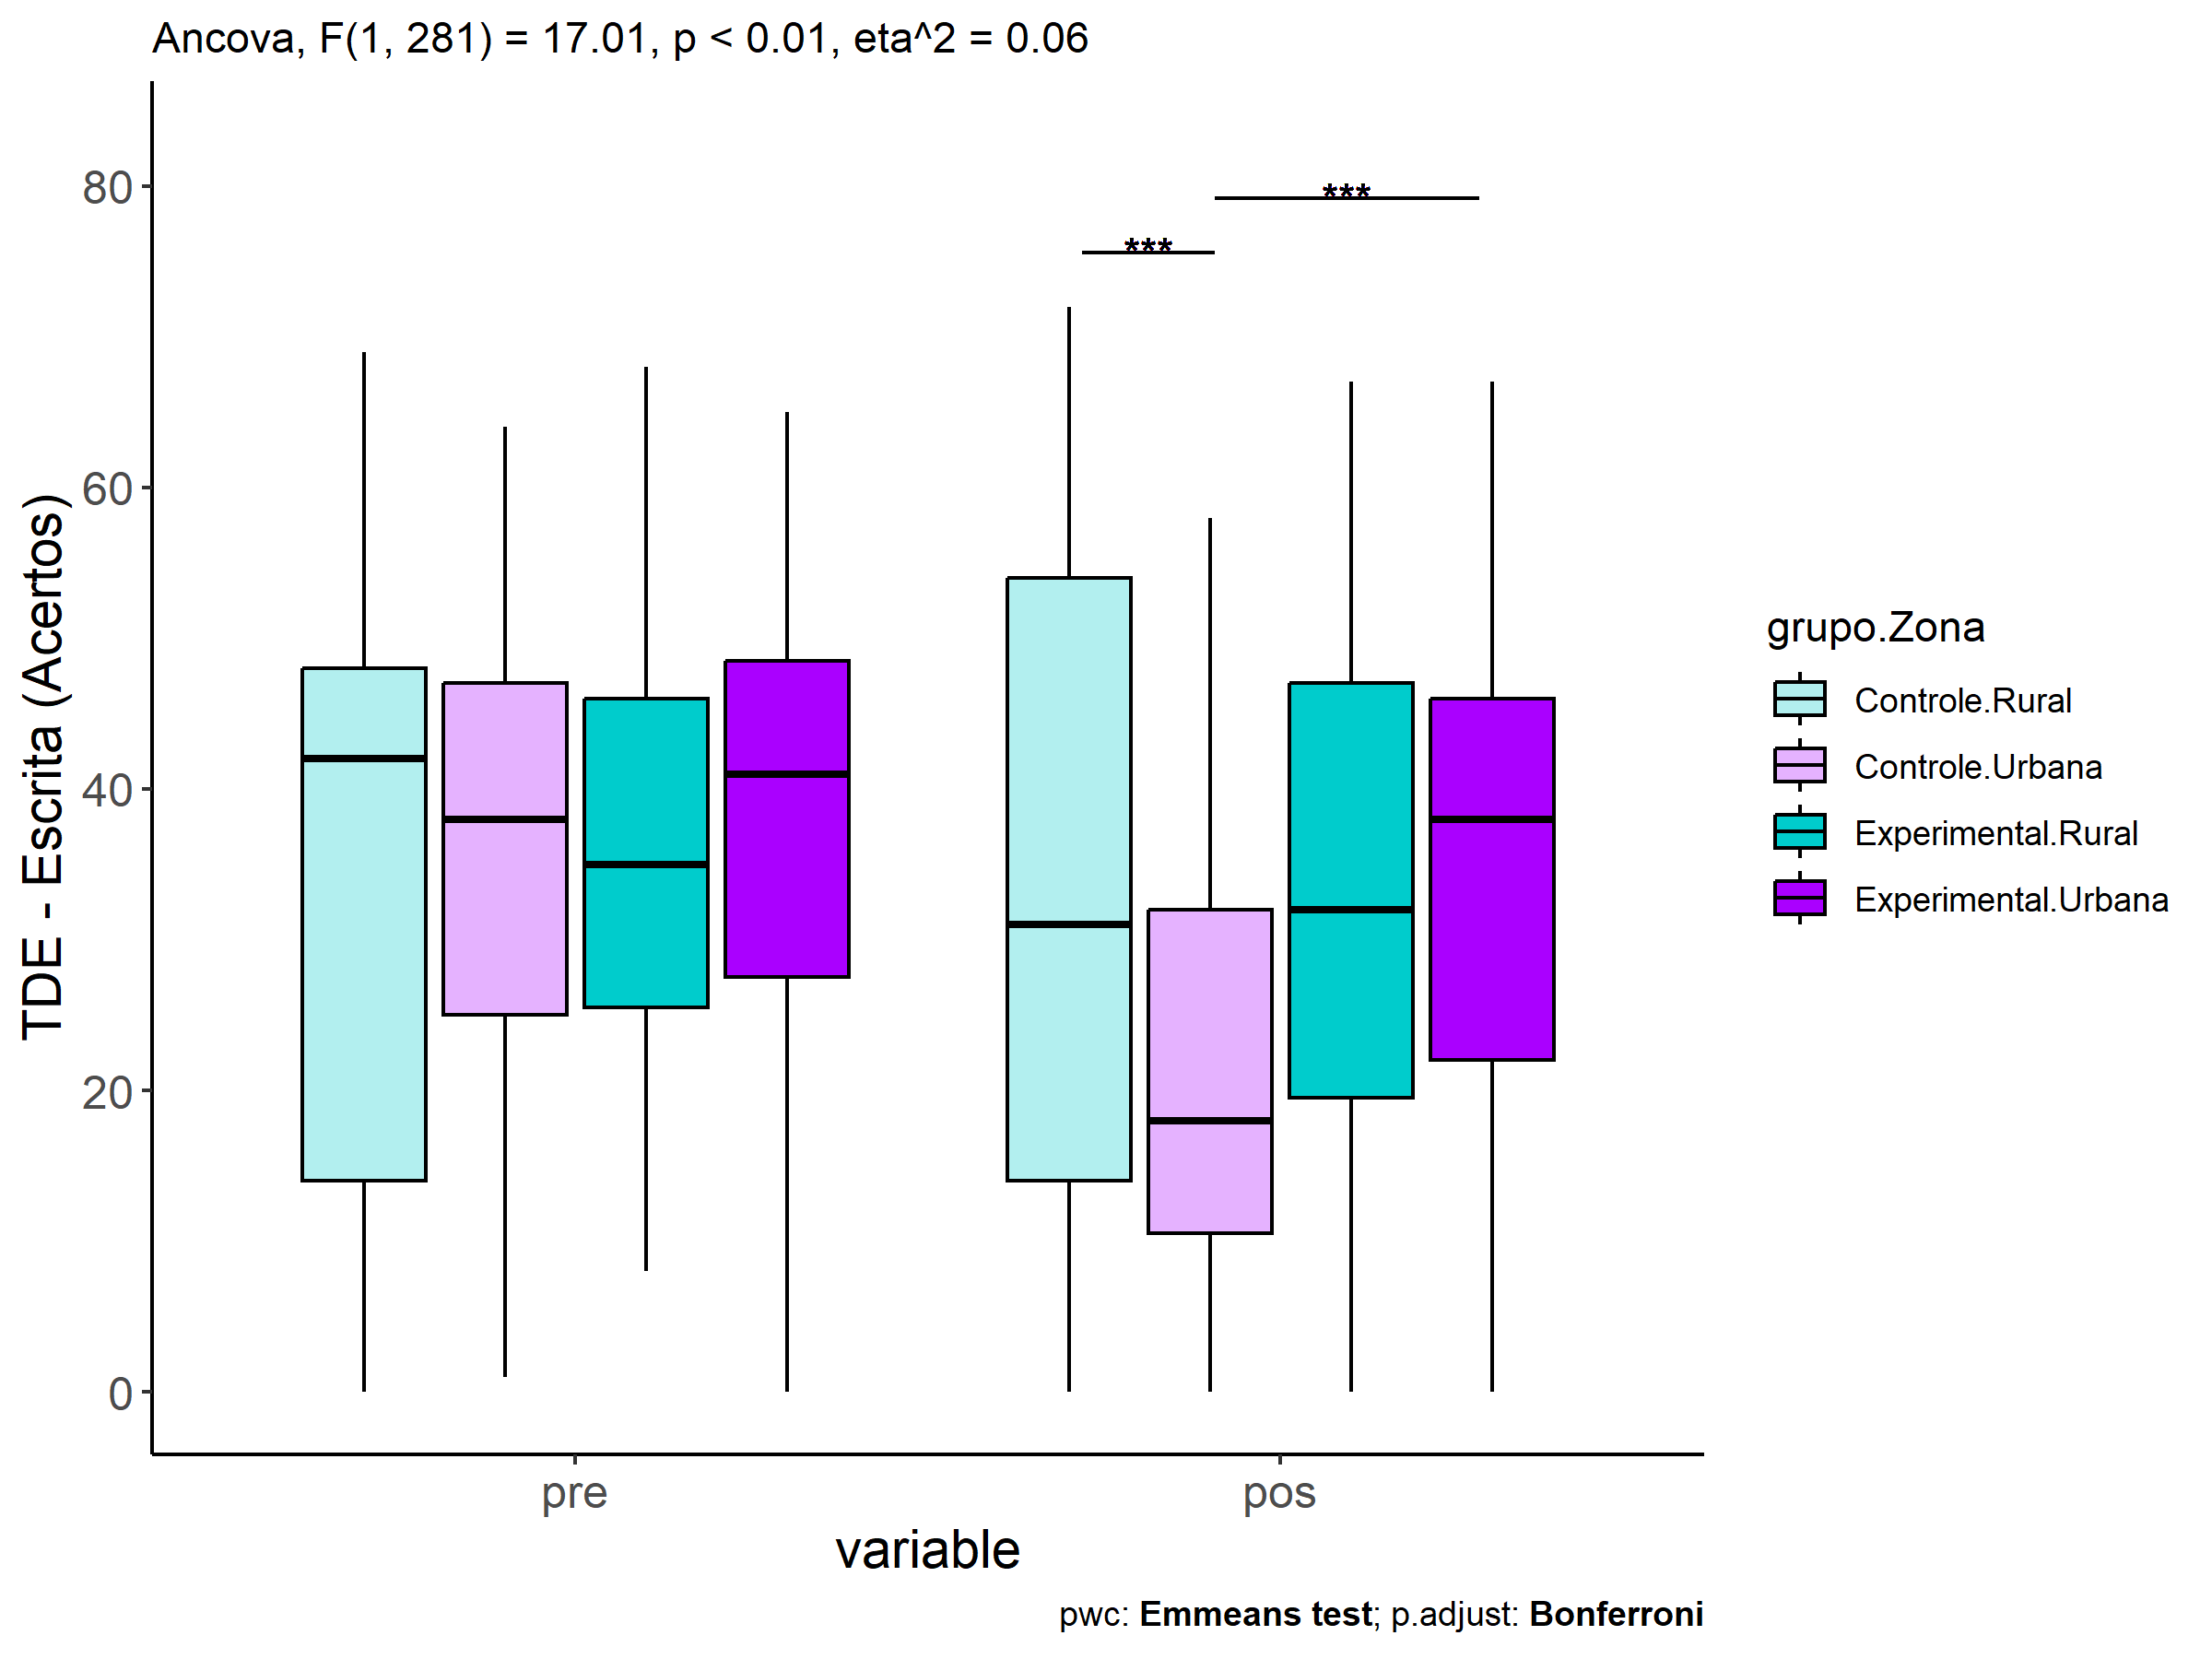 Ancova, F(1, 281) = 17.01, p < 0.01, eta^2 = 0.06
TDE - Escrita (Acertos)
80
60
40
20
0
***
***
pre
pos
variable
grupo.Zona
Controle.Rural
Controle.Urbana
Experimental.Rural
Experimental.Urbana
pwc: Emmeans test; p.adjust: Bonferroni